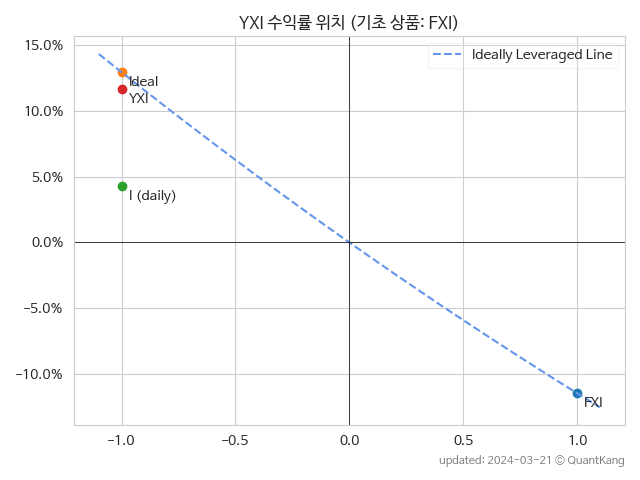 YXI 수익률 위치 (기초 상품: FXI)
15.0%
Ideally Leveraged Line
Ideal
YXI
10.0%
5.0%
I (daily)
0.0%
−5.0%
−10.0%
FXI
−1.0
−0.5
0.0
0.5
1.0
updated: 2024-03-21 © QuantKang